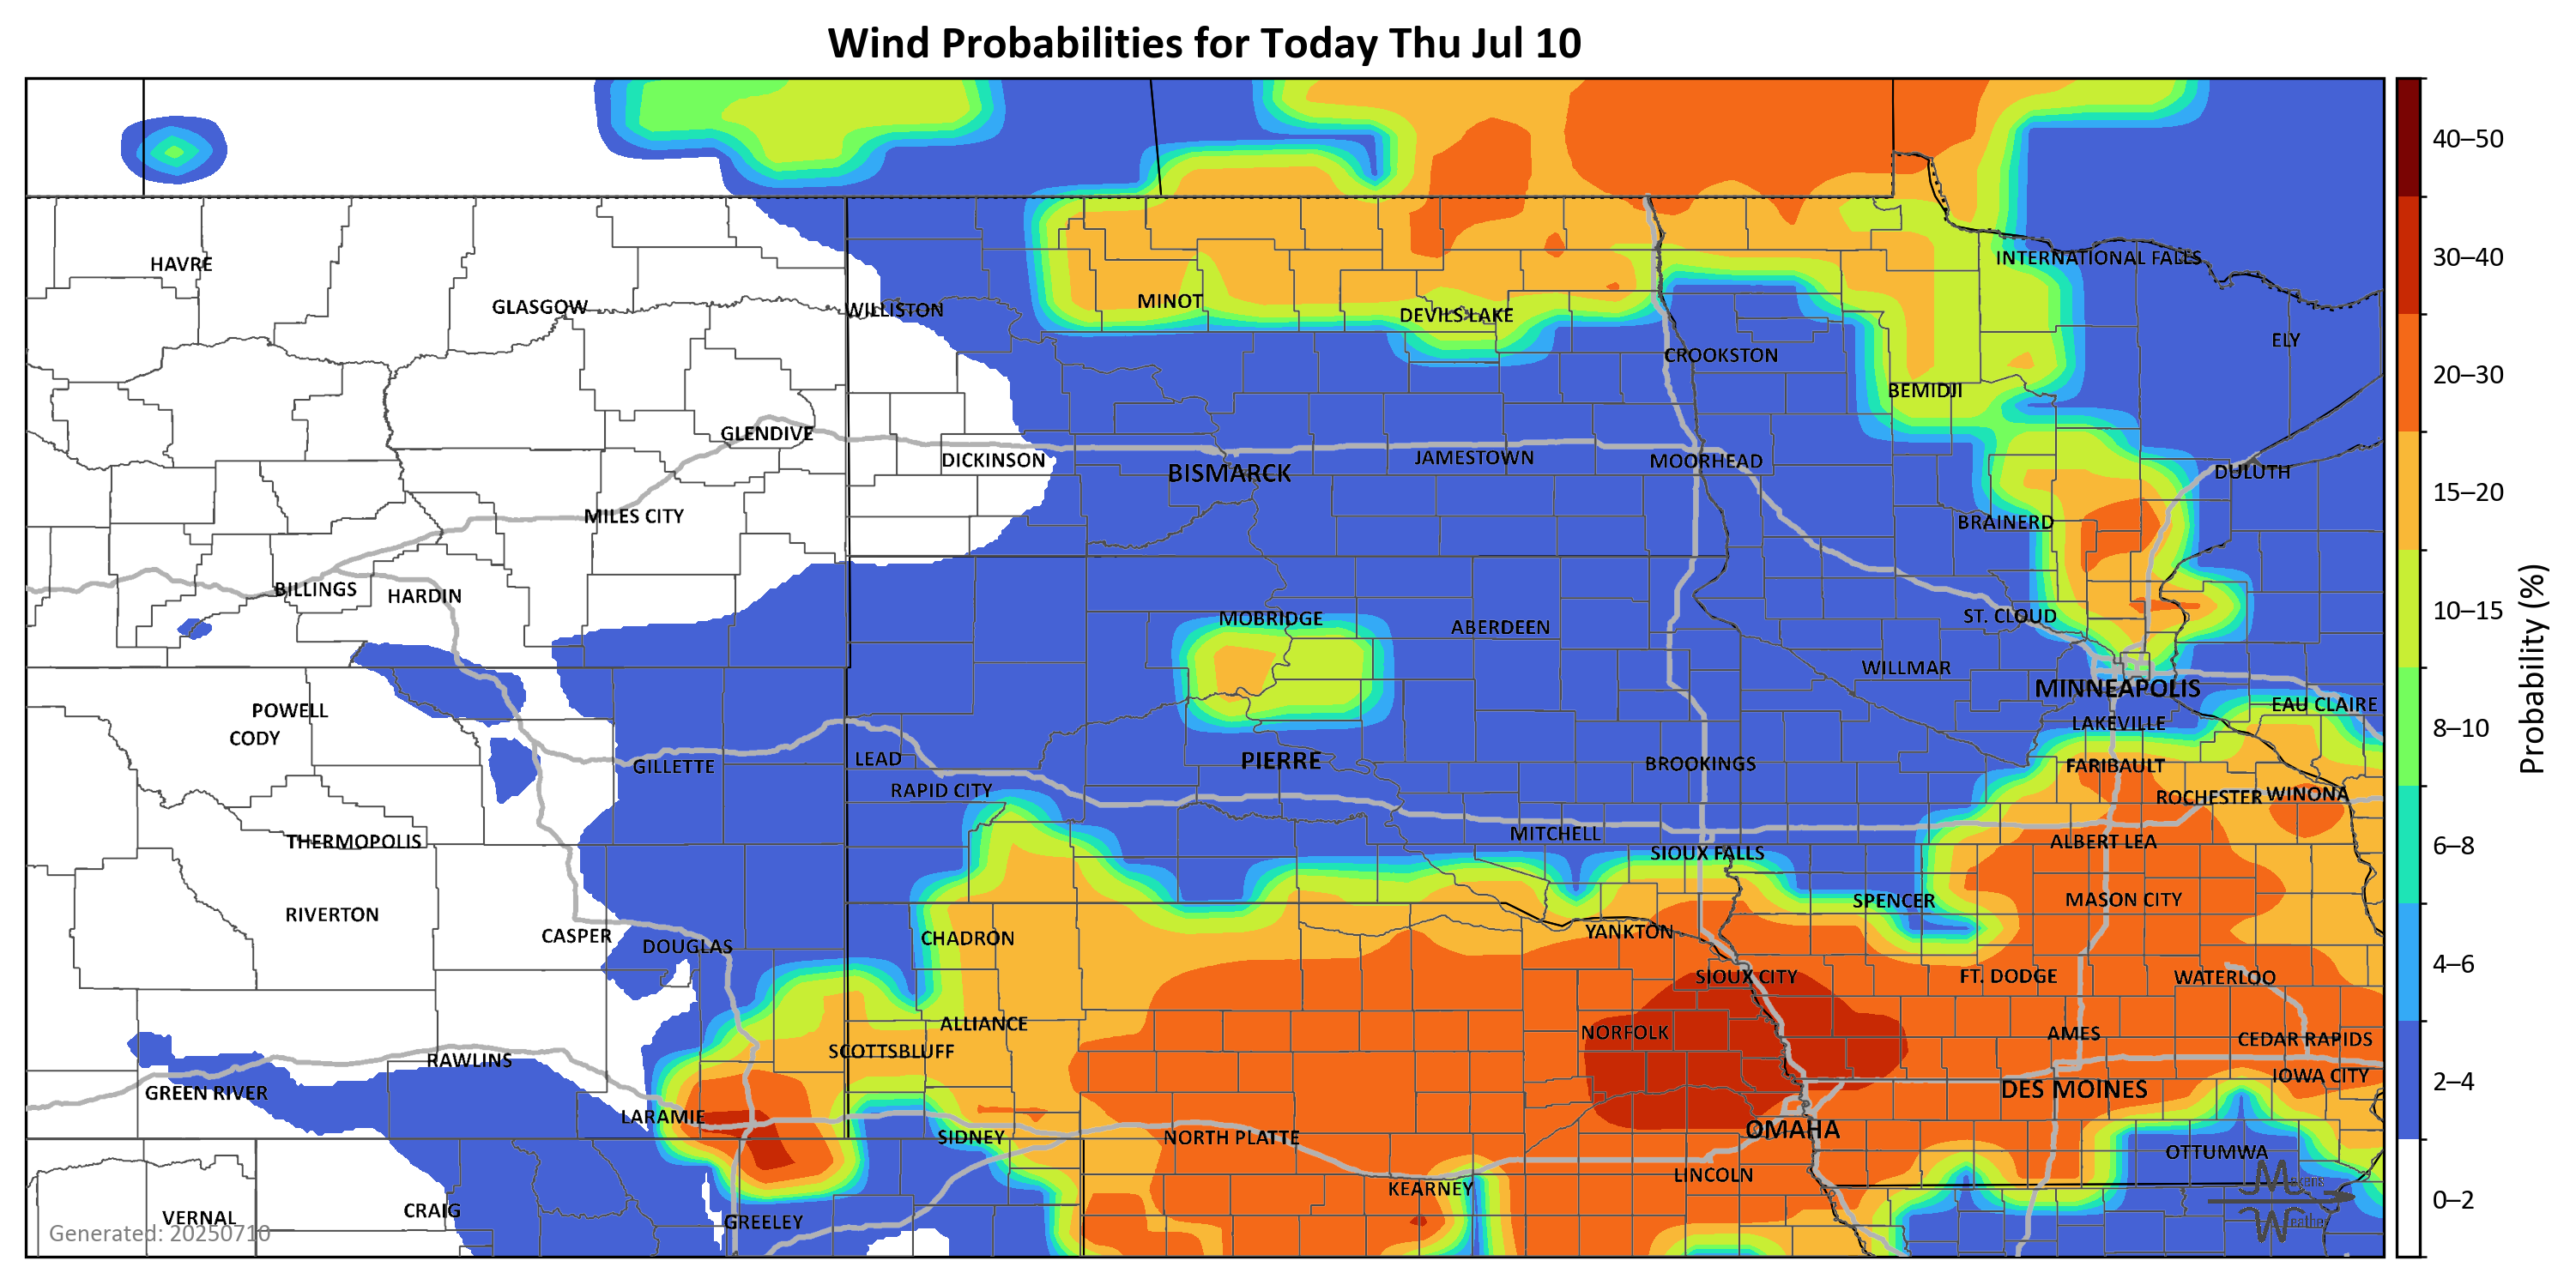 Wind Probabilities for Today Thu Jul 10
40–50
HAVRE
INTERNATIONAL FALLS
30–40
GLASGOW
WILLISTON
MINOT
DEVILS LAKE
ELY
CROOKSTON
20–30
BEMIDJI
GLENDIVE
DICKINSON
BISMARCK
JAMESTOWN
MOORHEAD
DULUTH
15–20
MILES CITY
BRAINERD
BILLINGS
HARDIN
10–15
MOBRIDGE
ABERDEEN
ST. CLOUD
WILLMAR
MINNEAPOLIS
EAU CLAIRE
POWELL
CODY
LAKEVILLE
8–10
Probability (%)
GILLETTE
LEAD
PIERRE
BROOKINGS
FARIBAULT
RAPID CITY
ROCHESTER
WINONA
THERMOPOLIS
MITCHELL
ALBERT LEA
6–8
SIOUX FALLS
RIVERTON
SPENCER
MASON CITY
CASPER
DOUGLAS
CHADRON
YANKTON
4–6
SIOUX CITY
FT. DODGE
WATERLOO
ALLIANCE
NORFOLK
AMES
CEDAR RAPIDS
RAWLINS
SCOTTSBLUFF
IOWA CITY
2–4
GREEN RIVER
DES MOINES
LARAMIE
SIDNEY
NORTH PLATTE
OMAHA
OTTUMWA
LINCOLN
KEARNEY
0–2
VERNAL
CRAIG
GREELEY
Generated: 20250710